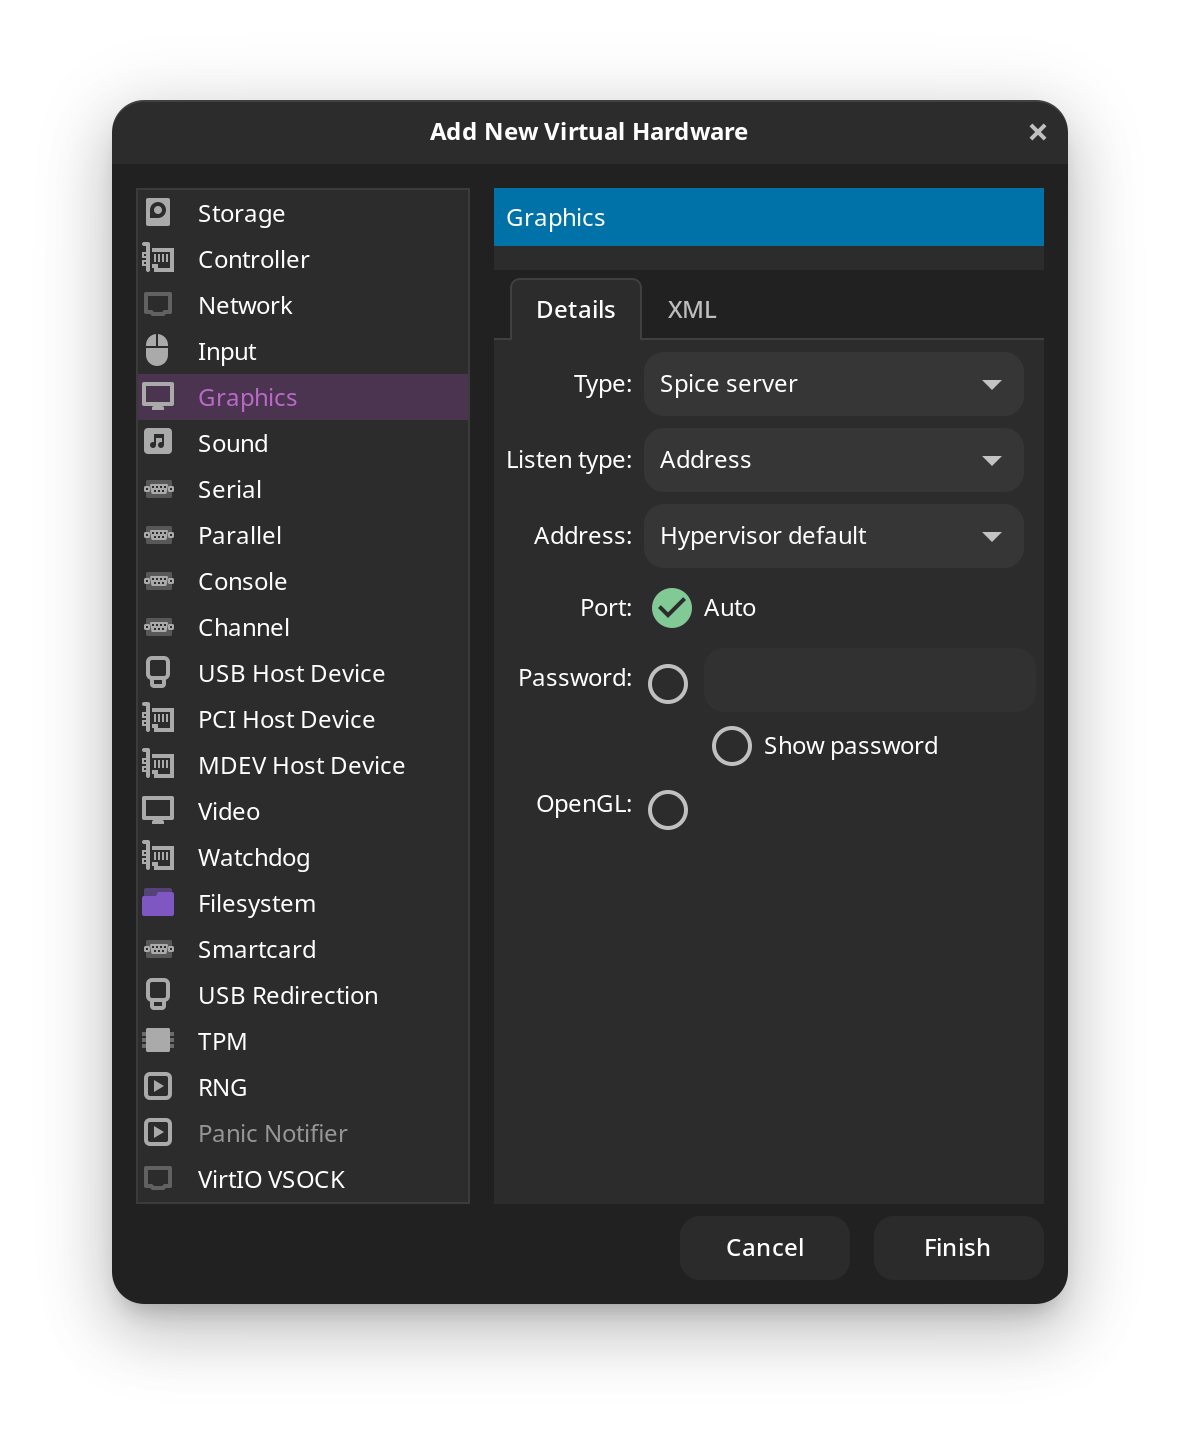 Add New Virtual Hardware
Storage
Controller
Network
Input
Graphics
Sound
Serial
Parallel
Console
Channel
USB Host Device
PCI Host Device
MDEV Host Device
Video
Watchdog
Filesystem
Smartcard
USB Redirection
TPM
RNG
Panic Notifier
VirtIO VSOCK
Graphics
Details XML
Type: Spice server
Listen type: Address
Address: Hypervisor default
Port: Auto
Password:
Show password
OpenGL:
Cancel Finish